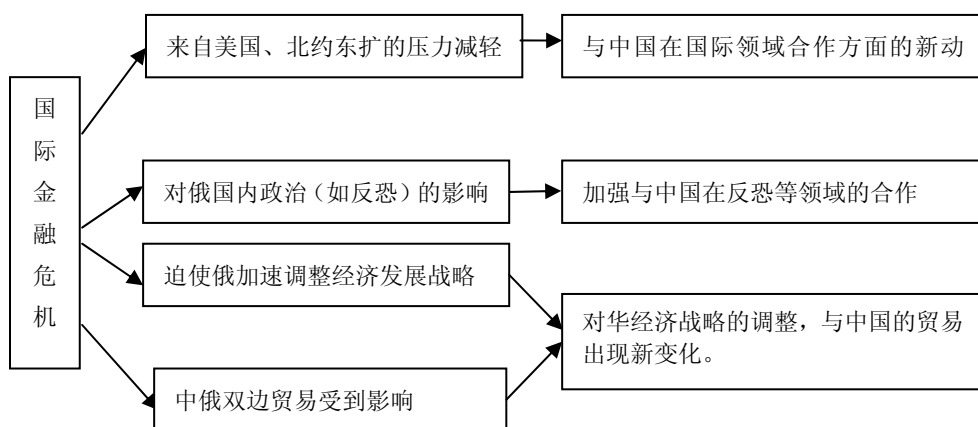 国际金融危机
来自美国、北约东扩的压力减轻
与中国在国际领域合作方面的新动
对俄国内政治（如反恐）的影响
加强与中国在反恐等领域的合作
迫使俄加速调整经济发展战略
对华经济战略的调整，与中国的贸易
出现新变化。
中俄双边贸易受到影响